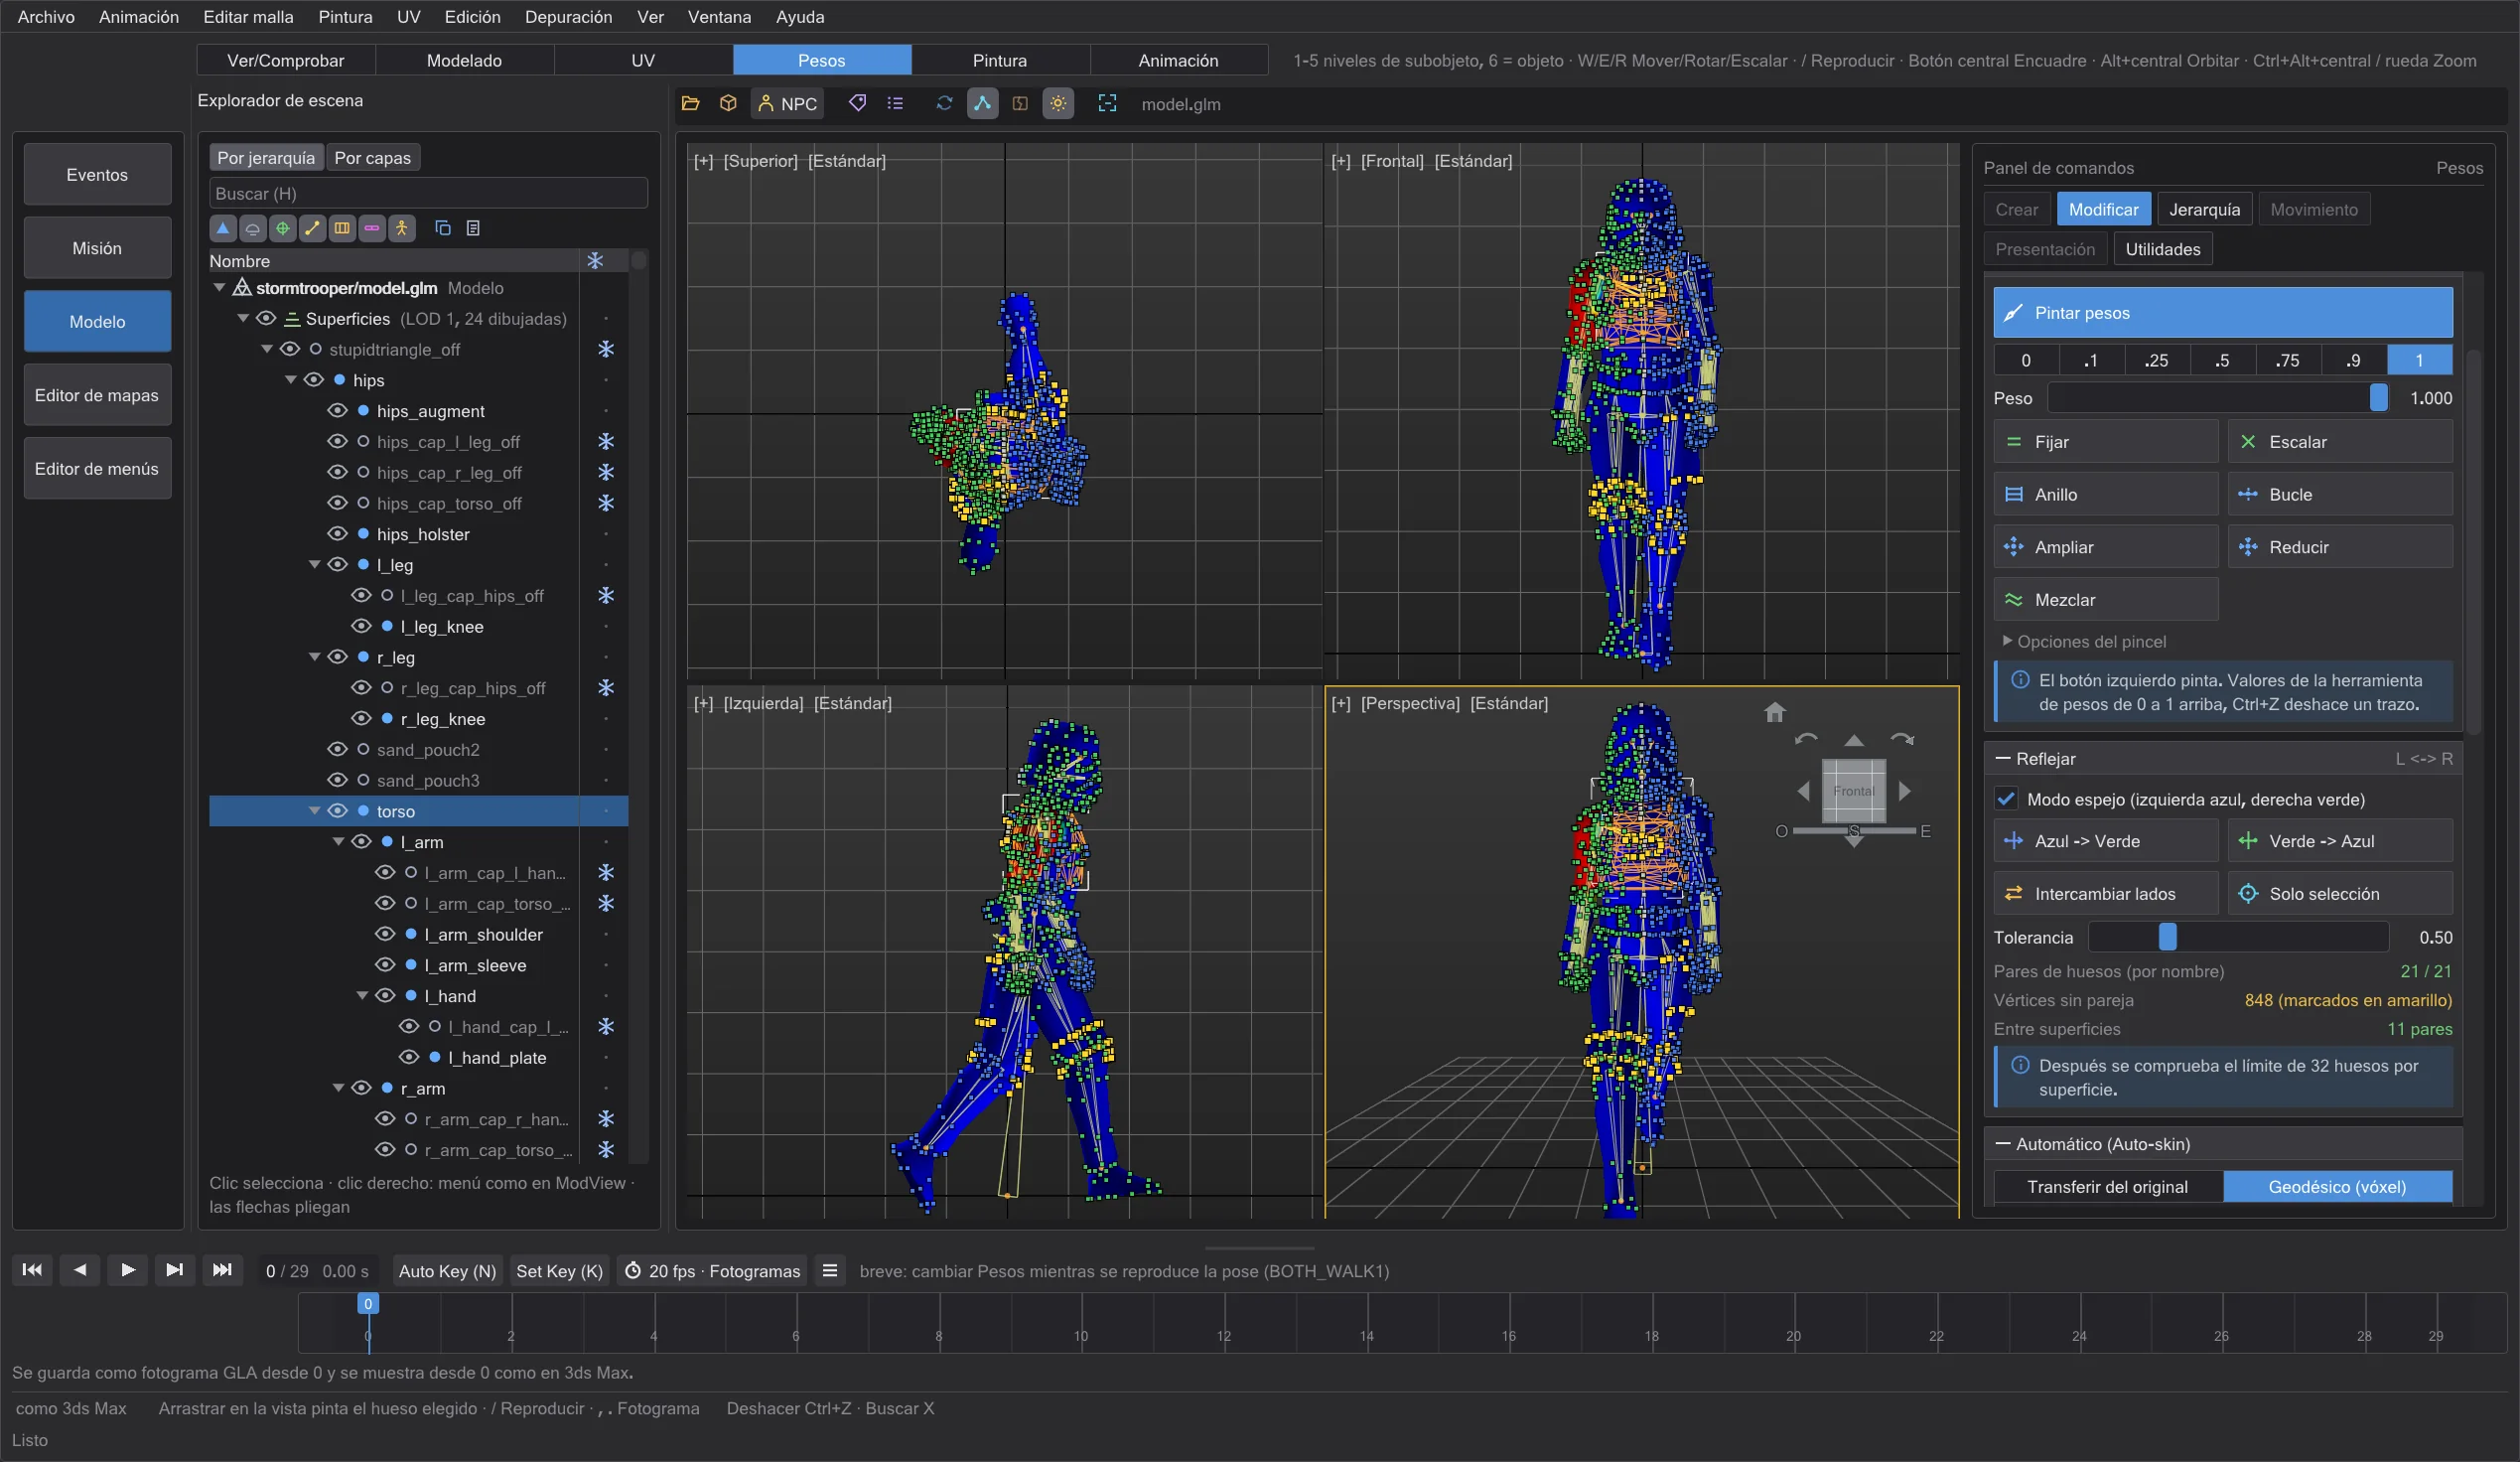 Archivo Animación Editar malla Pintura UV Edición Depuración Ver Ventana Ayuda
Ver/Comprobar Modelado UV Pesos Pintura Animación 1-5 niveles de subobjeto, 6 = objeto · W/E/R Mover/Rotar/Escalar · / Reproducir · Botón central Encuadre · Alt+central Orbitar · Ctrl+Alt+central / rueda Zoom
Explorador de escena
NPC model.glm
Eventos
Misión
Modelo
Editor de mapas
Editor de menús
Por jerarquía Por capas
Buscar (H)
Nombre
stormtrooper/model.glm Modelo
Superficies (LOD 1, 24 dibujadas)
stupidtriangle_off
hips
hips_augment
hips_cap_l_leg_off
hips_cap_r_leg_off
hips_cap_torso_off
hips_holster
l_leg
l_leg_cap_hips_off
l_leg_knee
r_leg
r_leg_cap_hips_off
r_leg_knee
sand_pouch2
sand_pouch3
torso
l_arm
l_arm_cap_l_han...
l_arm_cap_torso_...
l_arm_shoulder
l_arm_sleeve
l_hand
l_hand_cap_l_...
l_hand_plate
r_arm
r_arm_cap_r_han...
r_arm_cap_torso_...
Clic selecciona · clic derecho: menú como en ModView ·
las flechas pliegan
[+] [Superior] [Estándar]
[+] [Frontal] [Estándar]
[+] [Izquierda] [Estándar]
[+] [Perspectiva] [Estándar]
Frontal
O S E
Panel de comandos Pesos
Crear Modificar Jerarquía Movimiento
Presentación Utilidades
Pintar pesos
0 .1 .25 .5 .75 .9 1
Peso 1.000
Fijar Escalar
Anillo Bucle
Ampliar Reducir
Mezclar
Opciones del pincel
El botón izquierdo pinta. Valores de la herramienta
de pesos de 0 a 1 arriba, Ctrl+Z deshace un trazo.
Reflejar L <-> R
Modo espejo (izquierda azul, derecha verde)
Azul -> Verde Verde -> Azul
Intercambiar lados Solo selección
Tolerancia 0.50
Pares de huesos (por nombre) 21 / 21
Vértices sin pareja 848 (marcados en amarillo)
Entre superficies 11 pares
Después se comprueba el límite de 32 huesos por
superficie.
Automático (Auto-skin)
Transferir del original Geodésico (vóxel)
0 / 29 0.00 s Auto Key (N) Set Key (K) 20 fps · Fotogramas breve: cambiar Pesos mientras se reproduce la pose (BOTH_WALK1)
0
0 2 4 6 8 10 12 14 16 18 20 22 24 26 28 29
Se guarda como fotograma GLA desde 0 y se muestra desde 0 como en 3ds Max.
como 3ds Max Arrastrar en la vista pinta el hueso elegido · / Reproducir · , . Fotograma Deshacer Ctrl+Z · Buscar X
Listo